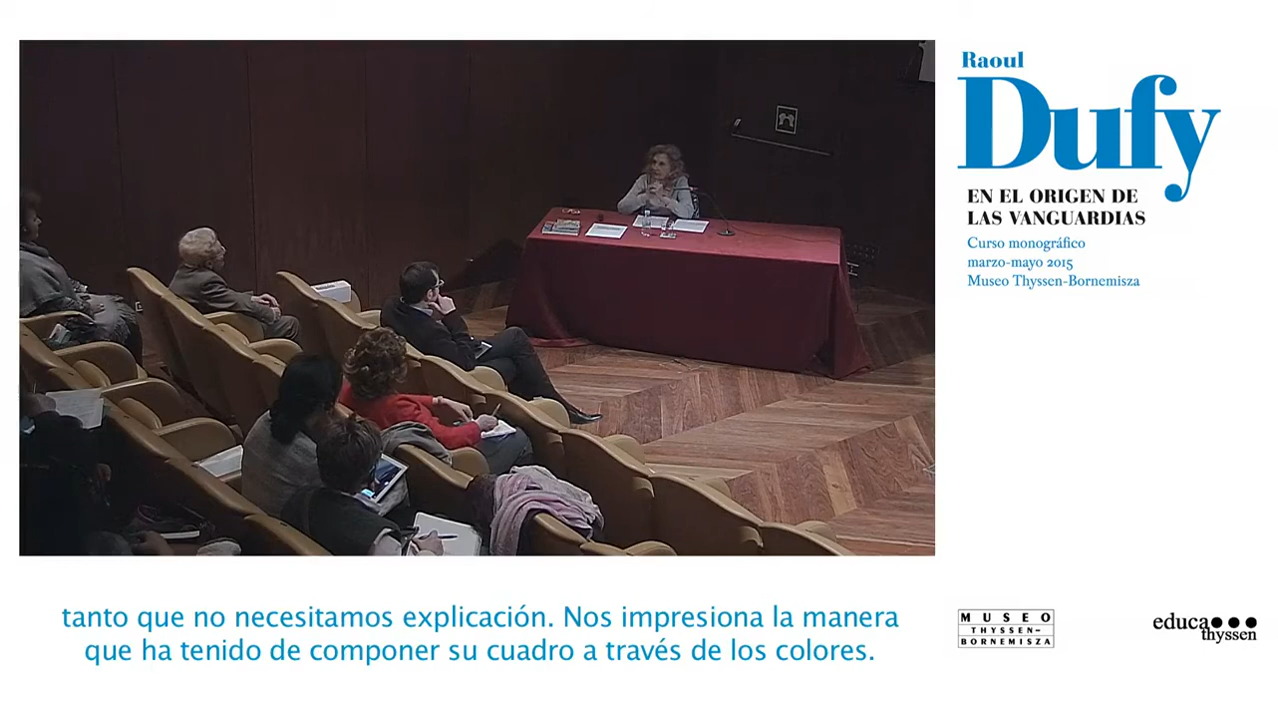 Raoul
Dufy
EN EL ORIGEN DE
LAS VANGUARDIAS
Curso monográfico
marzo-mayo 2015
Museo Thyssen-Bornemisza
tanto que no necesitamos explicación. Nos impresiona la manera
que ha tenido de componer su cuadro a través de los colores.
MUSEO
THYSSEN-
BORNEMISZA
educa
thyssen